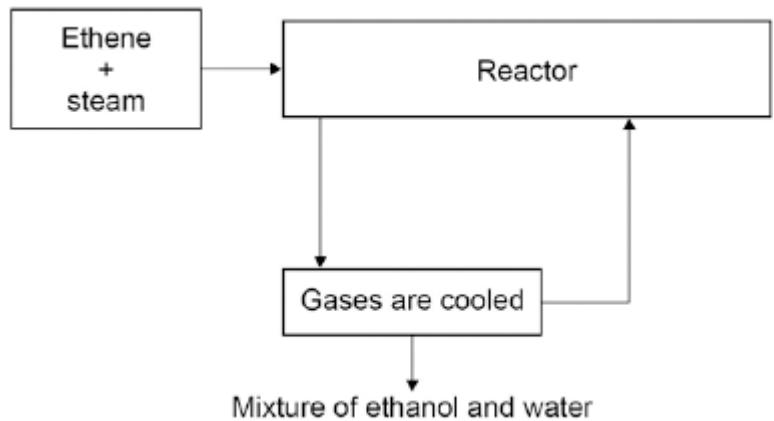 Ethene
+
steam
Reactor
Gases are cooled
Mixture of ethanol and water